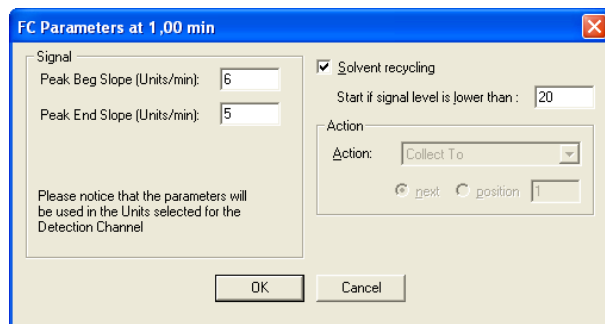 FC Parameters at 1,00 min
Signal
Peak Beg Slope (Units/min): 6
Peak End Slope (Units/min): 5
Please notice that the parameters will
be used in the Units selected for the
Detection Channel
Solvent recycling
Start if signal level is lower than : 20
Action
Action: Collect To
next position 1
OK Cancel